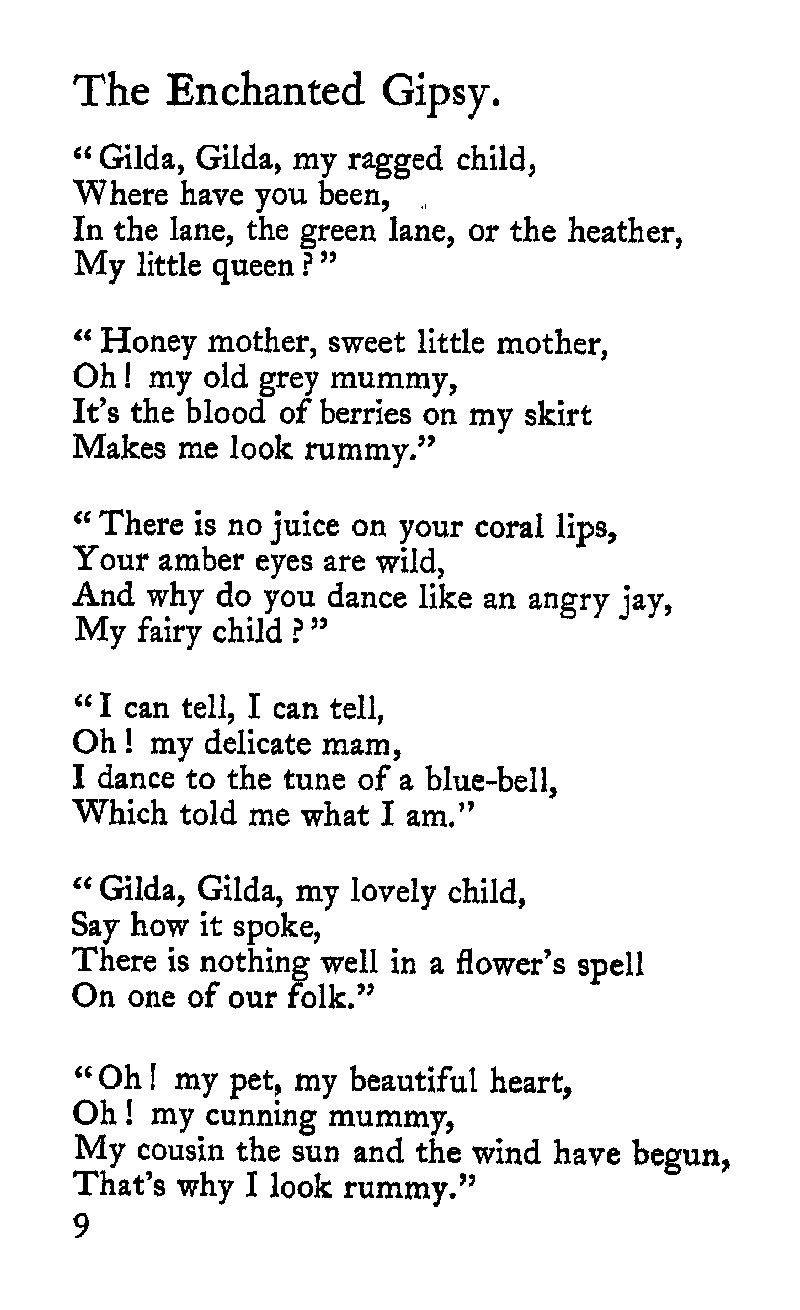 The Enchanted Gipsy.
“Gilda, Gilda, my ragged child,
Where have you been,
In the lane, the green lane, or the heather,
My little queen?”
“Honey mother, sweet little mother,
Oh! my old grey mummy,
It’s the blood of berries on my skirt
Makes me look rummy.”
“There is no juice on your coral lips,
Your amber eyes are wild,
And why do you dance like an angry jay,
My fairy child?”
“I can tell, I can tell,
Oh! my delicate mam,
I dance to the tune of a blue-bell,
Which told me what I am.”
“Gilda, Gilda, my lovely child,
Say how it spoke,
There is nothing well in a flower’s spell
On one of our folk.”
“Oh! my pet, my beautiful heart,
Oh! my cunning mummy,
My cousin the sun and the wind have begun,
That’s why I look rummy.”
9